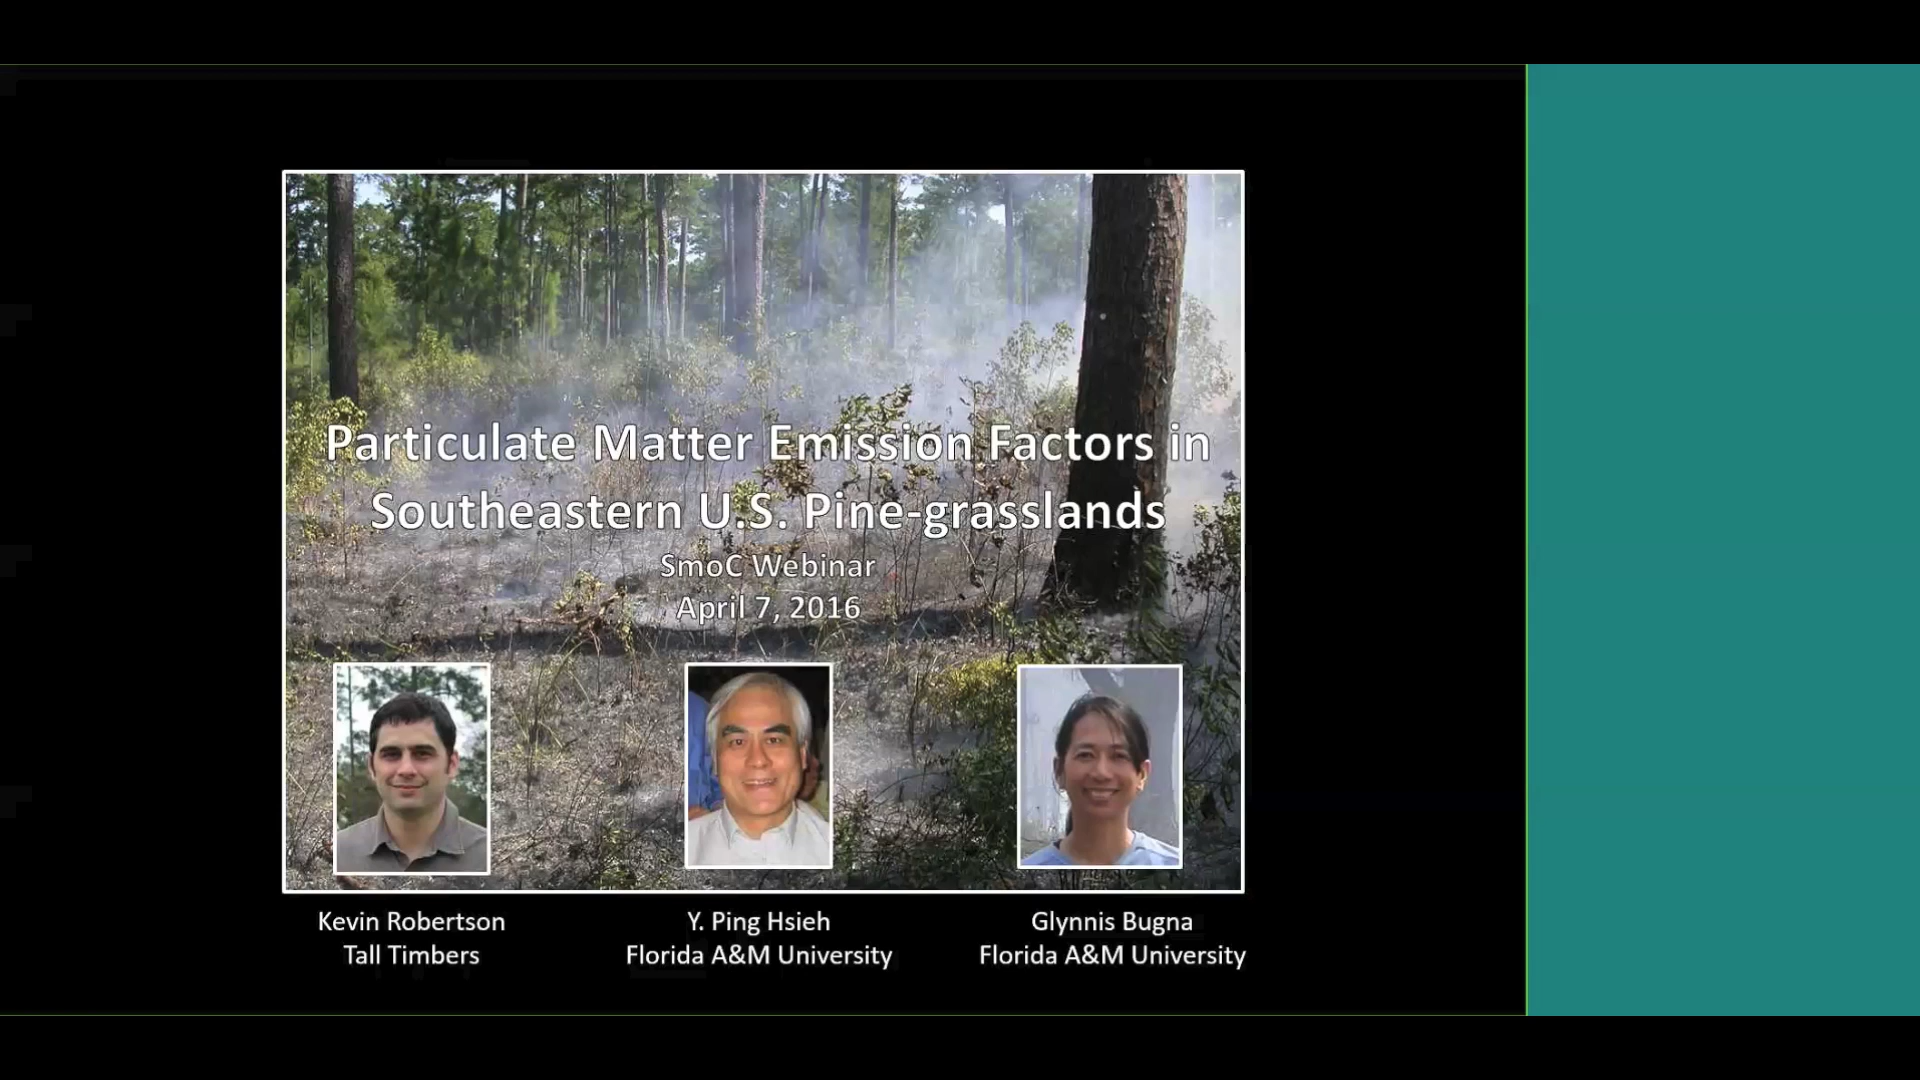 Particulate Matter Emission Factors in
Southeastern U.S. Pine-grasslands
SmoC Webinar
April 7, 2016
Kevin Robertson
Tall Timbers
Y. Ping Hsieh
Florida A&M University
Glynnis Bugna
Florida A&M University